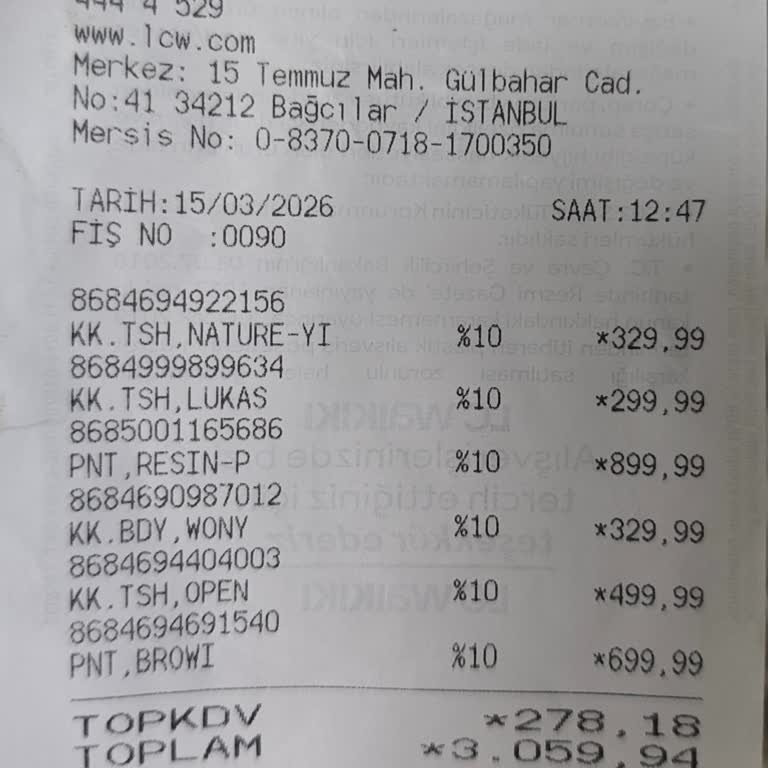 444 4 529
www.lcw.com
Merkez: 15 Temmuz Mah. Gülbahar Cad.
No:41 34212 Bağcılar / İSTANBUL
Mersis No: 0-8370-0718-1700350
TARİH:15/03/2026 SAAT:12:47
FİŞ NO :0090
8684694922156
KK.TSH,NATURE-YI %10 *329,99
8684999899634
KK.TSH,LUKAS %10 *299,99
8685001165686
PNT,RESIN-P %10 *899,99
8684690987012
KK.BDY,WONY %10 *329,99
8684694404003
KK.TSH,OPEN %10 *499,99
8684694691540
PNT,BROWI %10 *699,99
TOPKDV *278,18
TOPLAM *3.059,94